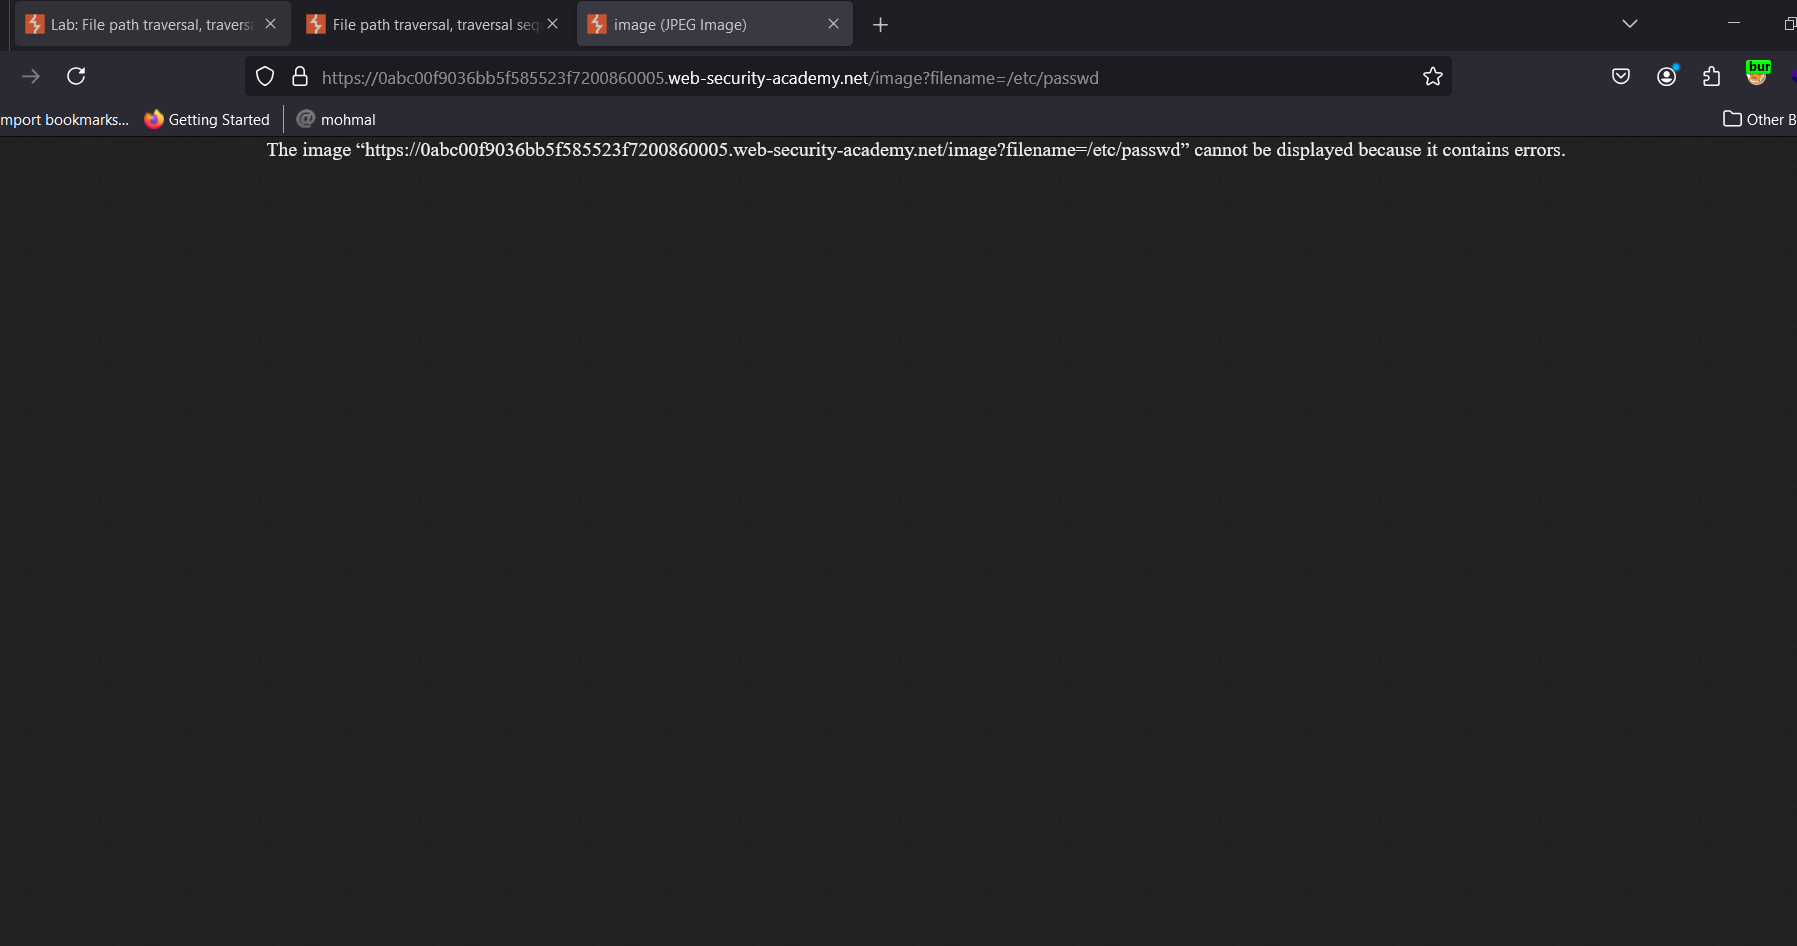 Lab: File path traversal, travers
File path traversal, traversal seq
image (JPEG Image)
https://0abc00f9036bb5f585523f7200860005.web-security-academy.net/image?filename=/etc/passwd
bur
mport bookmarks...
Getting Started
mohmal
Other B
The image “https://0abc00f9036bb5f585523f7200860005.web-security-academy.net/image?filename=/etc/passwd” cannot be displayed because it contains errors.